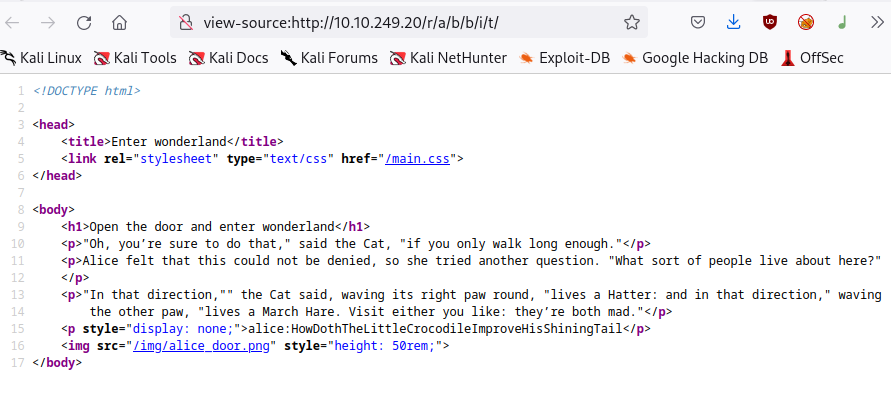 view-source:http://10.10.249.20/r/a/b/b/i/t/
Kali Linux Kali Tools Kali Docs Kali Forums Kali NetHunter Exploit-DB Google Hacking DB OffSec
1 <!DOCTYPE html>
2
3 <head>
4     <title>Enter wonderland</title>
5     <link rel="stylesheet" type="text/css" href="/main.css">
6 </head>
7
8 <body>
9     <h1>Open the door and enter wonderland</h1>
10     <p>"Oh, you’re sure to do that," said the Cat, "if you only walk long enough."</p>
11     <p>Alice felt that this could not be denied, so she tried another question. "What sort of people live about here?"
12     </p>
13     <p>"In that direction,"" the Cat said, waving its right paw round, "lives a Hatter: and in that direction," waving
14         the other paw, "lives a March Hare. Visit either you like: they’re both mad."</p>
15     <p style="display: none;">alice:HowDothTheLittleCrocodileImproveHisShiningTail</p>
16     <img src="/img/alice_door.png" style="height: 50rem;">
17 </body>